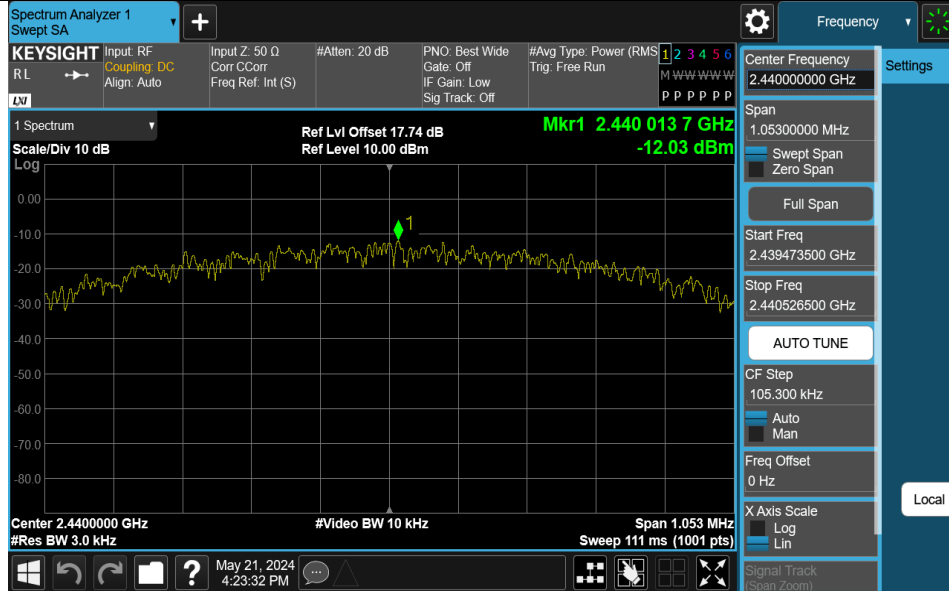 Spectrum Analyzer 1
Swept SA
+
Frequency
KEYSIGHT
RL
LXI
Input: RF
Coupling: DC
Align: Auto
Input Z: 50 Ω
Corr CCorr
Freq Ref: Int (S)
#Atten: 20 dB
PNO: Best Wide
Gate: Off
IF Gain: Low
Sig Track: Off
#Avg Type: Power (RMS
Trig: Free Run
1 2 3 4 5 6
M W W W W W
P P P P P P
1 Spectrum
Scale/Div 10 dB
Log
Ref Lvl Offset 17.74 dB
Ref Level 10.00 dBm
Mkr1 2.440 013 7 GHz
-12.03 dBm
1
0.00
-10.0
-20.0
-30.0
-40.0
-50.0
-60.0
-70.0
-80.0
Center 2.4400000 GHz
#Res BW 3.0 kHz
#Video BW 10 kHz
Span 1.053 MHz
Sweep 111 ms (1001 pts)
Center Frequency
2.440000000 GHz
Span
1.05300000 MHz
Swept Span
Zero Span
Full Span
Start Freq
2.439473500 GHz
Stop Freq
2.440526500 GHz
AUTO TUNE
CF Step
105.300 kHz
Auto
Man
Freq Offset
0 Hz
X Axis Scale
Log
Lin
Signal Track
(Span Zoom)
Settings
Local
?
May 21, 2024
4:23:32 PM